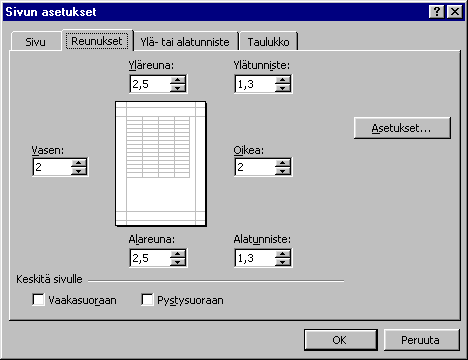 Sivun asetukset
Sivu Reunukset Ylä- tai alatunniste Taulukko
Yläreuna: Ylätunniste:
2,5 1,3
Asetukset...
Vasen: Oikea:
2 2
Alareuna: Alatunniste:
2,5 1,3
Keskitä sivulle
Vaakasuoraan Pystysuoraan
OK Peruuta